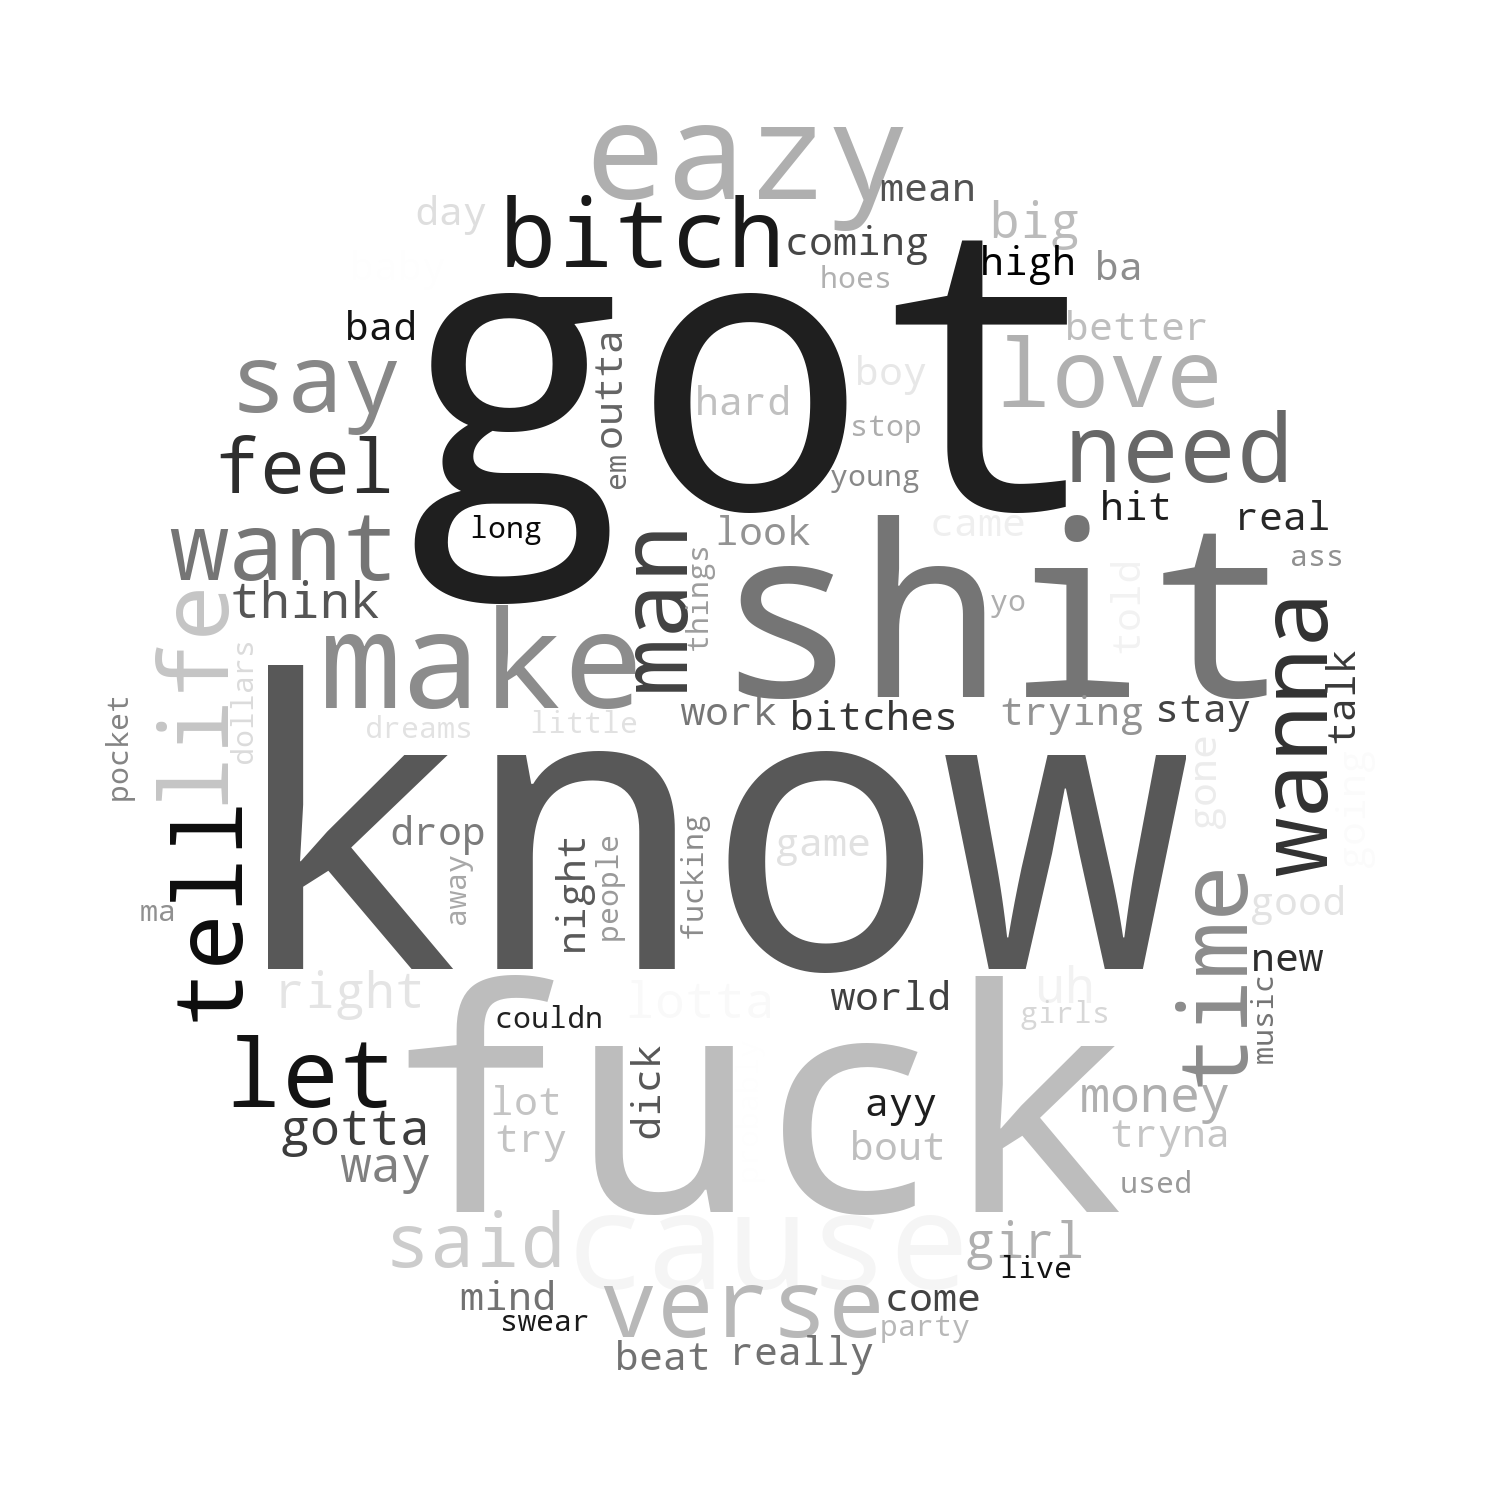 eazy
mean
day
bitch
big
coming
high
ba
hoes
bad
better
got
say
outta
boy
love
hard
stop
feel
need
em
young
hit
real
long
want
man
look
came
ass
things
shit
think
yo
told
life
make
wanna
dollars
talk
pocket
dreams
little
work
bitches
trying
stay
know
drop
game
gone
going
away
night
people
fucking
ma
tell
time
good
new
right
lotta
world
uh
couldn
girls
music
let
fuck
dick
lot
ayy
money
gotta
try
bout
tryna
way
used
said
cause
girl
live
mind
verse
come
swear
party
beat
really